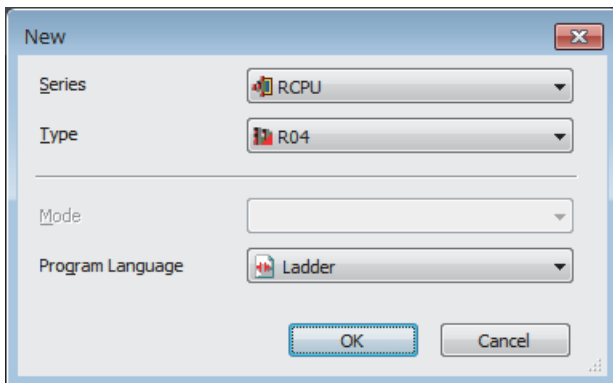 New
Series
RCPU
Type
R04
Mode
Program Language
Ladder
OK
Cancel